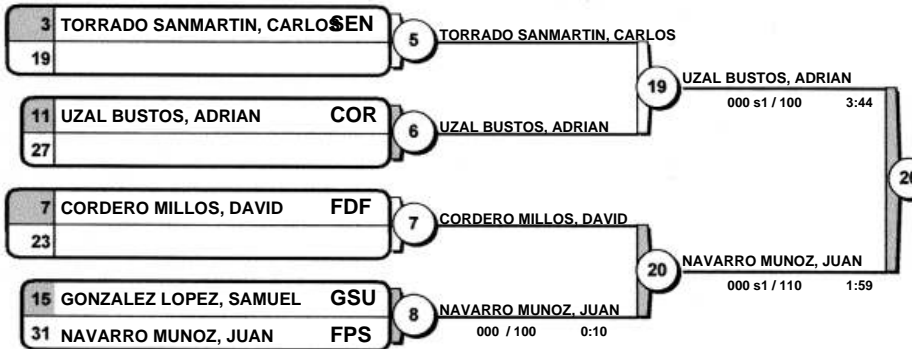 3 TORRADO SANMARTIN, CARLOS SEN
19
5 TORRADO SANMARTIN, CARLOS
11 UZAL BUSTOS, ADRIAN COR
27
6 UZAL BUSTOS, ADRIAN
19 UZAL BUSTOS, ADRIAN
000 s1 / 100 3:44
7 CORDERO MILLOS, DAVID FDF
23
7 CORDERO MILLOS, DAVID
15 GONZALEZ LOPEZ, SAMUEL GSU
31 NAVARRO MUNOZ, JUAN FPS
8 NAVARRO MUNOZ, JUAN
000 / 100 0:10
20 NAVARRO MUNOZ, JUAN
000 s1 / 110 1:59